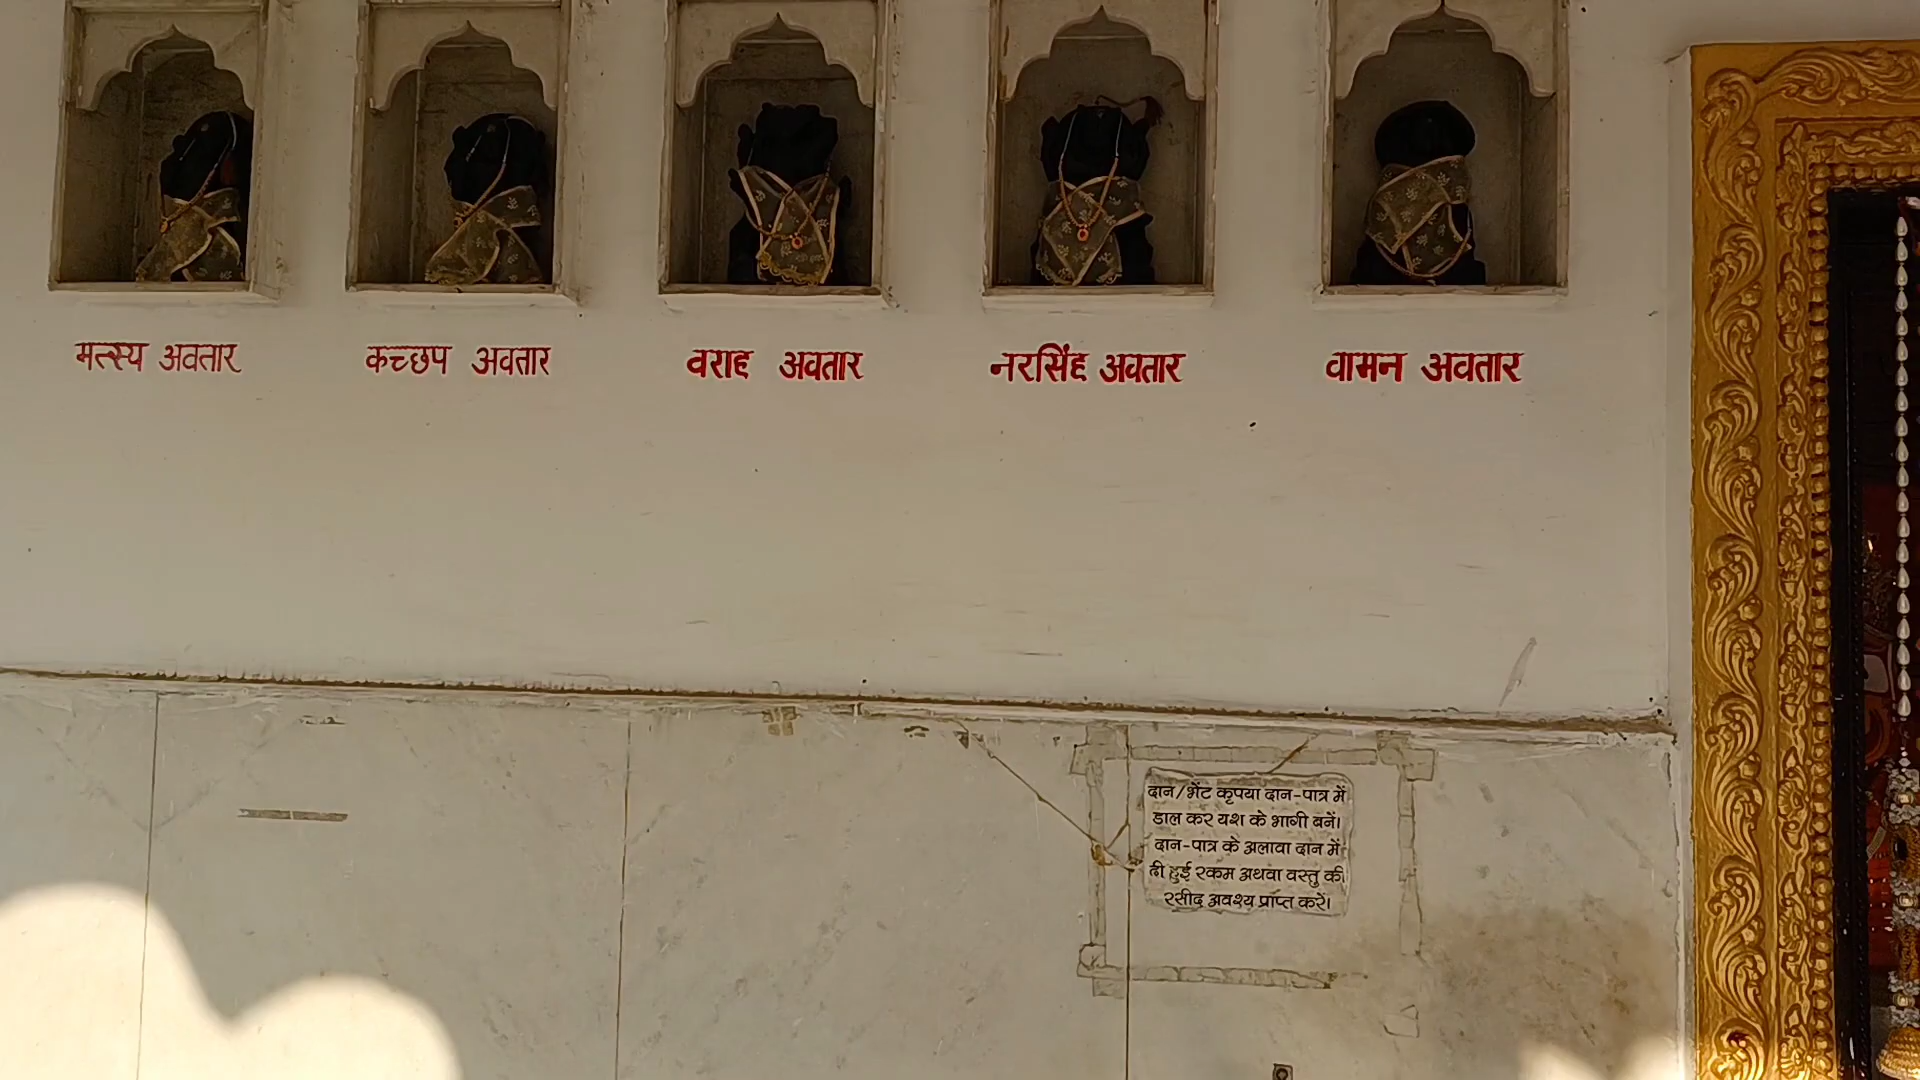 मत्स्य अवतार
कच्छप अवतार
वराह अवतार
नरसिंह अवतार
वामन अवतार
दान/भेंट कृपया दान-पात्र में
डाल कर यश के भागी बनें।
दान-पात्र के अलावा दान में
दी हुई रकम अथवा वस्तु की
रसीद अवश्य प्राप्त करें।